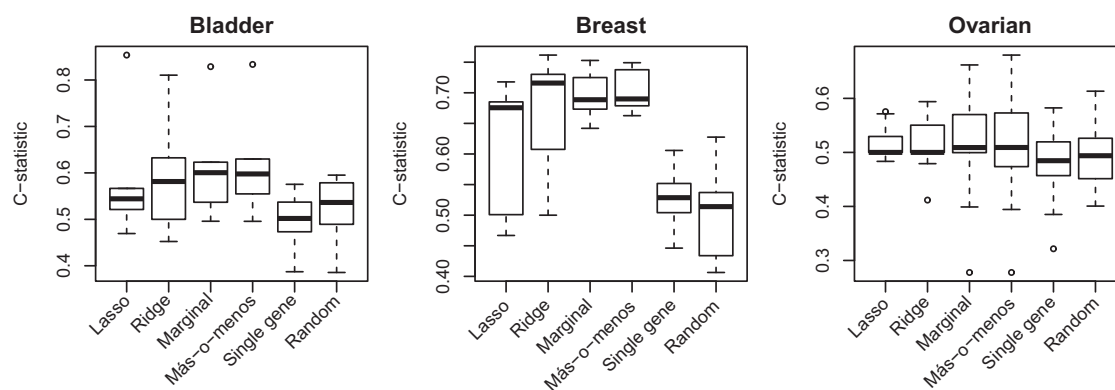 Bladder
C−statistic
0.8
0.7
0.6
0.5
0.4
Lasso
Ridge
Marginal
Más−o−menos
Single gene
Random
Breast
C−statistic
0.70
0.60
0.50
0.40
Lasso
Ridge
Marginal
Más−o−menos
Single gene
Random
Ovarian
C−statistic
0.6
0.5
0.4
0.3
Lasso
Ridge
Marginal
Más−o−menos
Single gene
Random